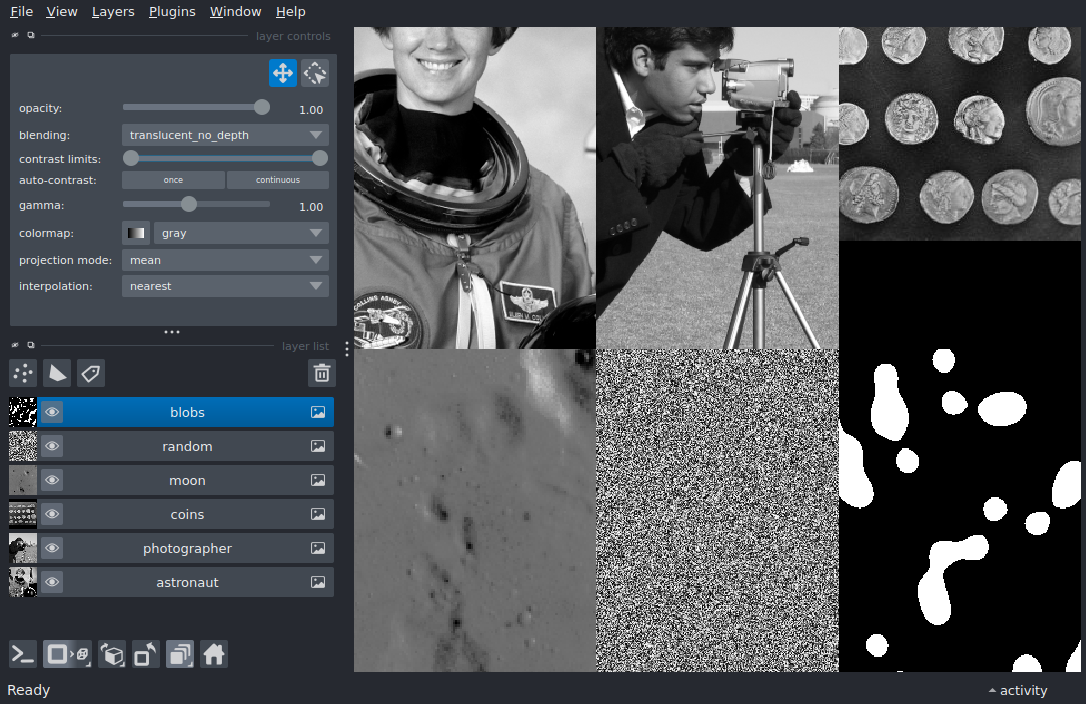 File View Layers Plugins Window Help
layer controls
opacity: 1.00
blending: translucent_no_depth
contrast limits:
auto-contrast: once continuous
gamma: 1.00
colormap: gray
projection mode: mean
interpolation: nearest
layer list
blobs
random
moon
coins
photographer
astronaut
Ready
activity
COLLINS